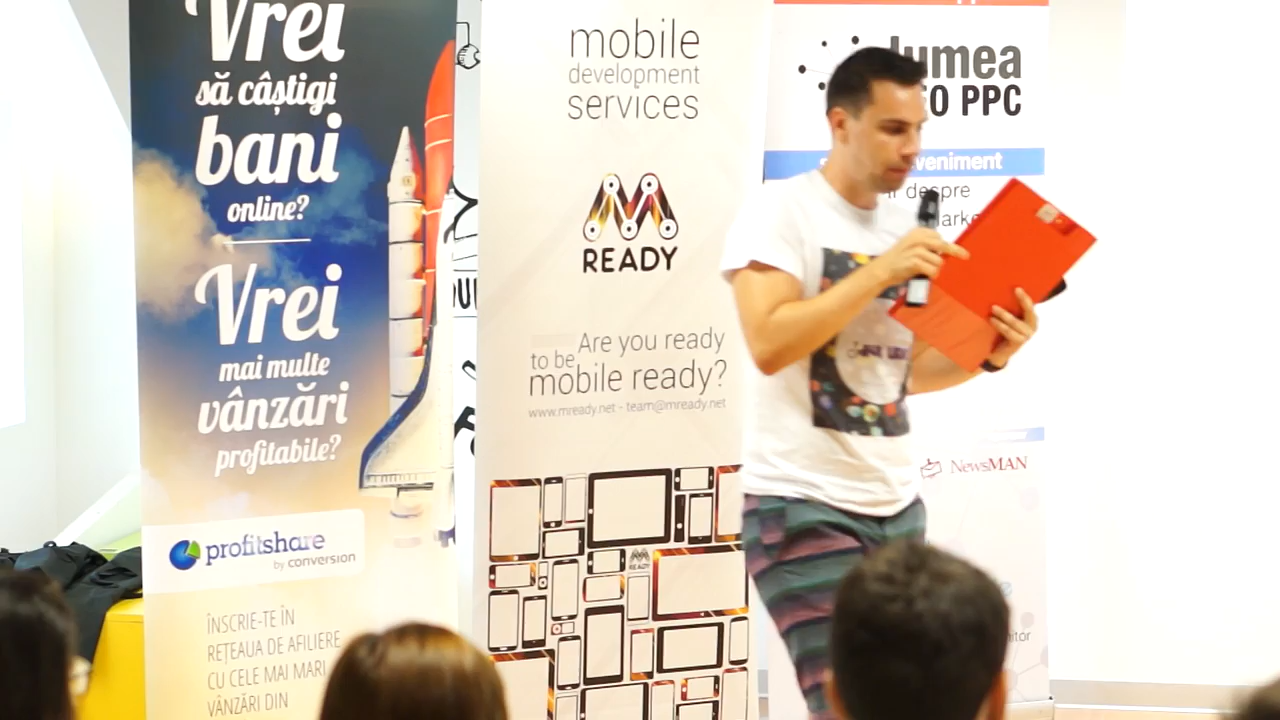 Vrei
să câștigi
bani
online?
Vrei
mai multe
vânzări
profitabile?
profitshare
by conversion
ÎNSCRIE-TE ÎN
REȚEAUA DE AFILIERE
CU CELE MAI MARI
VÂNZĂRI DIN
mobile
development
services
READY
Are you ready
to be
mobile ready?
www.mready.net - team@mready.net
READY
lumea
PPC
despre
NewsMAN